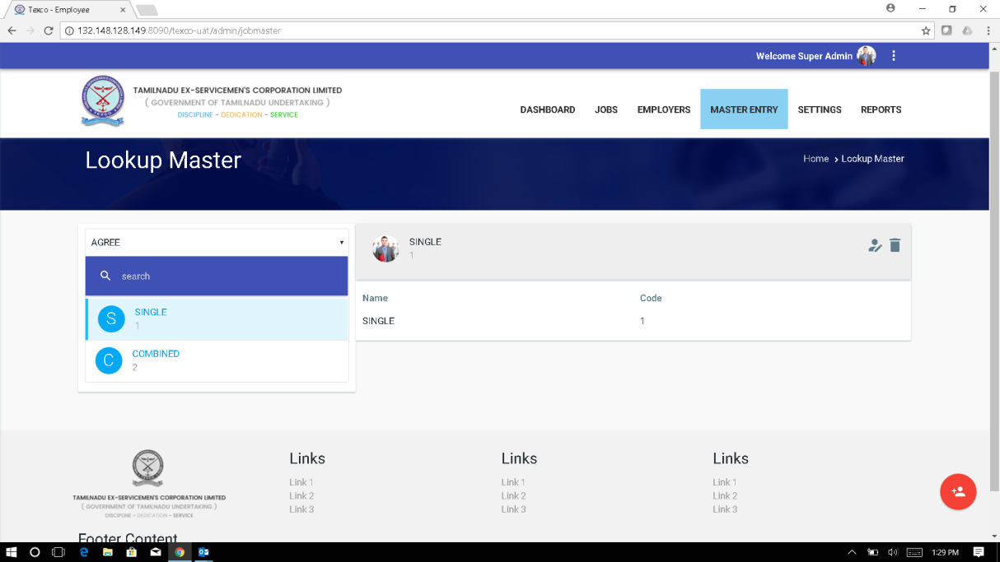 Texco - Employee
132.148.128.149:8090/texco-uat/admin/jobmaster
Welcome Super Admin
TAMILNADU EX-SERVICEMEN'S CORPORATION LIMITED
( GOVERNMENT OF TAMILNADU UNDERTAKING )
DISCIPLINE - DEDICATION - SERVICE
DASHBOARD JOBS EMPLOYERS MASTER ENTRY SETTINGS REPORTS
Lookup Master
Home > Lookup Master
AGREE
search
S SINGLE
1
C COMBINED
2
SINGLE
1
Name Code
SINGLE 1
TAMILNADU EX-SERVICEMEN'S CORPORATION LIMITED
( GOVERNMENT OF TAMILNADU UNDERTAKING )
DISCIPLINE - DEDICATION - SERVICE
Footer Content
Links
Link 1
Link 2
Link 3
Links
Link 1
Link 2
Link 3
Links
Link 1
Link 2
Link 3
1:29 PM